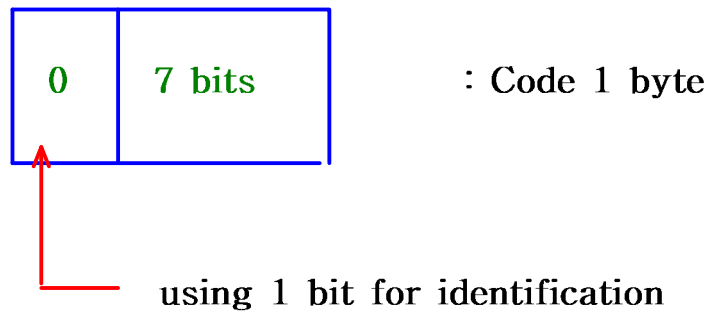 0 7 bits : Code 1 byte
using 1 bit for identification